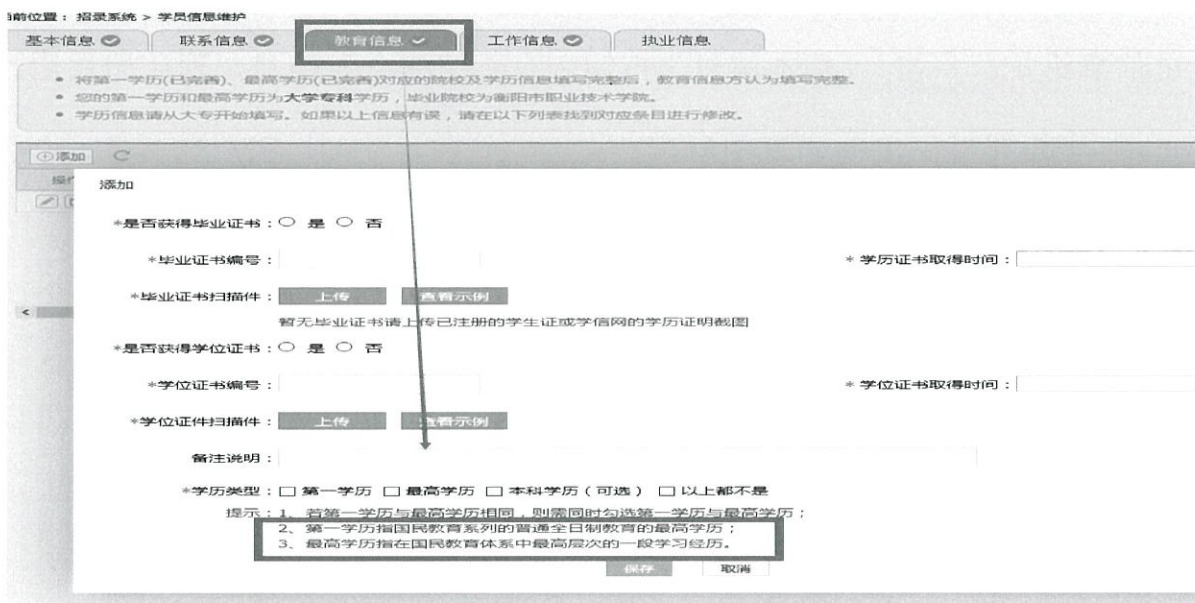 当前位置： 招录系统 > 学员信息维护
基本信息 联系信息 教育信息 工作信息 执业信息
• 将第一学历(已完善)、最高学历(已完善)对应的院校及学历信息填写完整后，教育信息方认为填写完整。
• 您的第一学历和最高学历为大学专科学历，毕业院校为衡阳市职业技术学院。
• 学历信息请从大专开始填写。如果以上信息有误，请在以下列表找到对应条目进行修改。
添加
操作
添加
*是否获得毕业证书：○ 是 ○ 否
*毕业证书编号： * 学历证书取得时间：
*毕业证书扫描件： 上传 查看示例
暂无毕业证书请上传已注册的学生证或学信网的学历证明截图
*是否获得学位证书：○ 是 ○ 否
*学位证书编号： * 学位证书取得时间：
*学位证件扫描件： 上传 查看示例
备注说明：
*学历类型：□ 第一学历 □ 最高学历 □ 本科学历（可选） □ 以上都不是
提示：1、若第一学历与最高学历相同，则需同时勾选第一学历与最高学历；
2、第一学历指国民教育系列的普通全日制教育的最高学历；
3、最高学历指在国民教育体系中最高层次的一段学习经历。
保存 取消